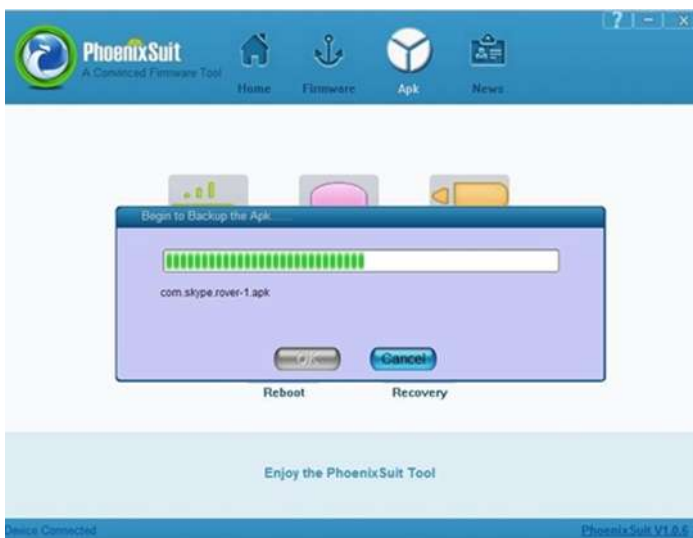 ? - x
PhoenixSuit
A Convinced Firmware Tool
Home Firmware Apk News
Begin to Backup the Apk......
com.skype.rover-1.apk
OK Cancel
Reboot Recovery
Enjoy the PhoenixSuit Tool
Device Connected PhoenixSuit V1.0.6